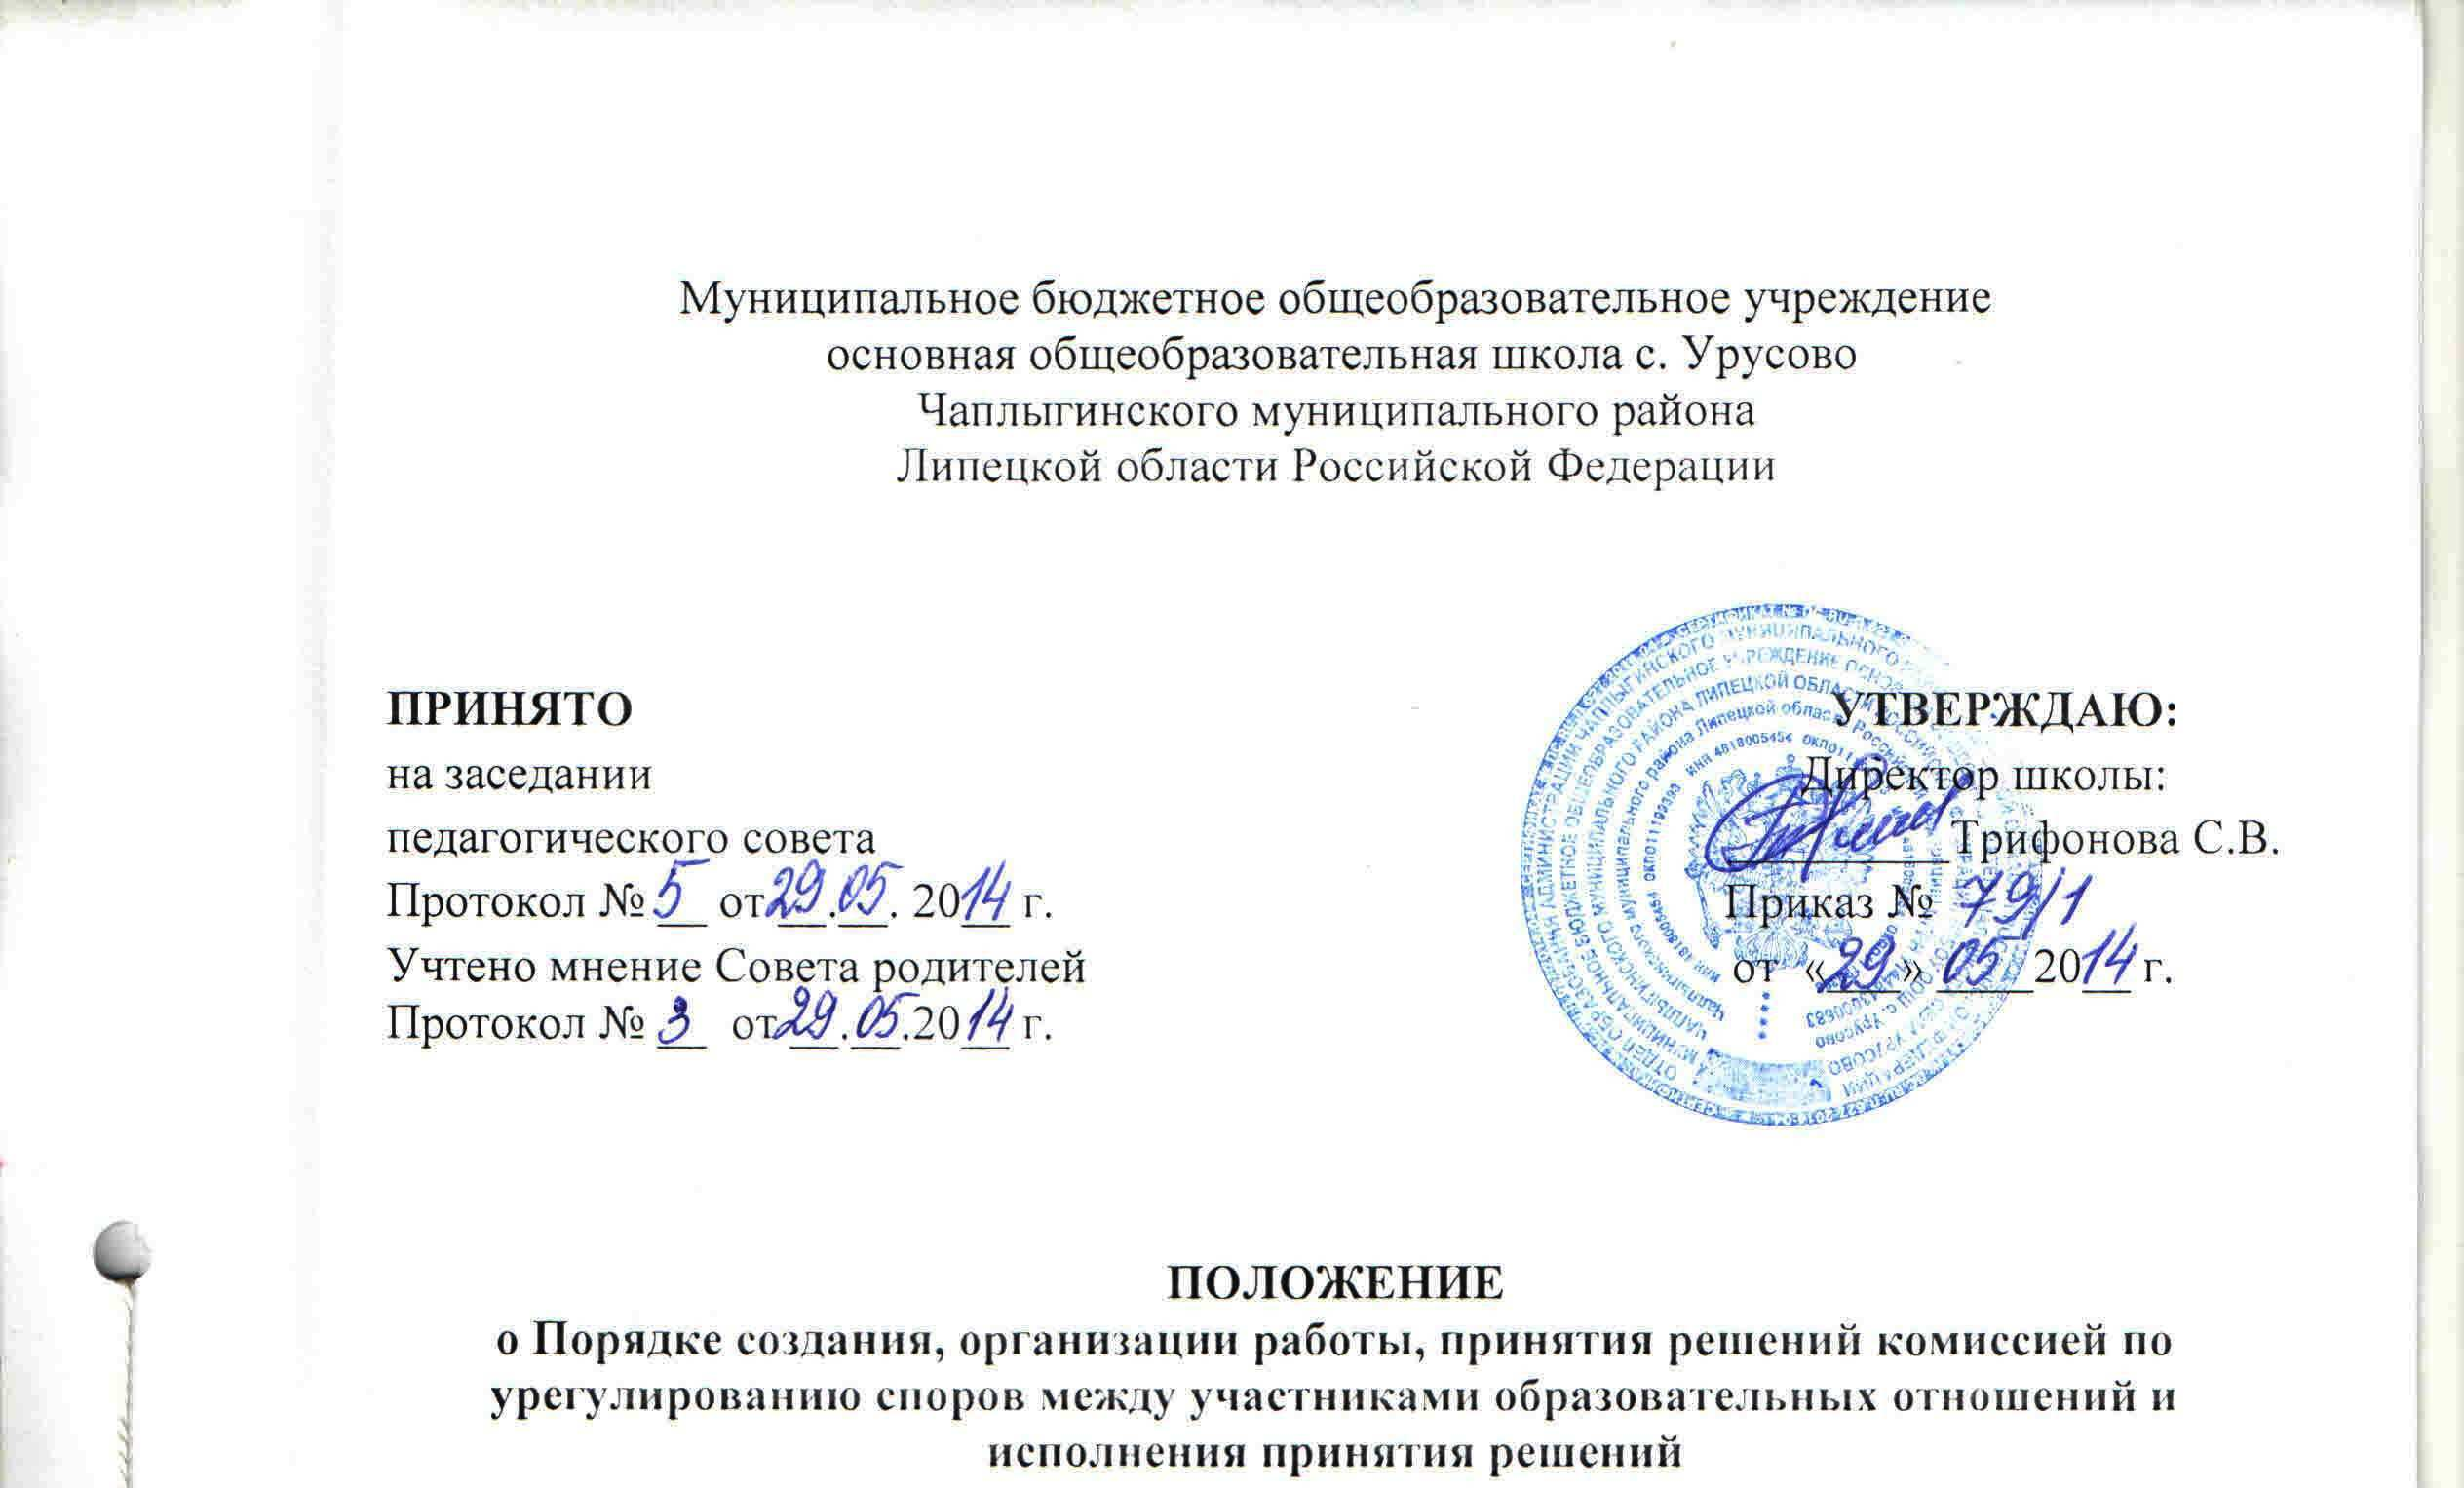 Муниципальное бюджетное общеобразовательное учреждение
основная общеобразовательная школа с. Урусово
Чаплыгинского муниципального района
Липецкой области Российской Федерации
ПРИНЯТО
на заседании
педагогического совета
Протокол № 5 от 29.05. 2014 г.
Учтено мнение Совета родителей
Протокол № 3 от 29.05.2014 г.
УТВЕРЖДАЮ:
Директор школы:
Трифонова С.В.
Приказ № 79/1
от «29» 05 2014 г.
ПОЛОЖЕНИЕ
о Порядке создания, организации работы, принятия решений комиссией по
урегулированию споров между участниками образовательных отношений и
исполнения принятия решений